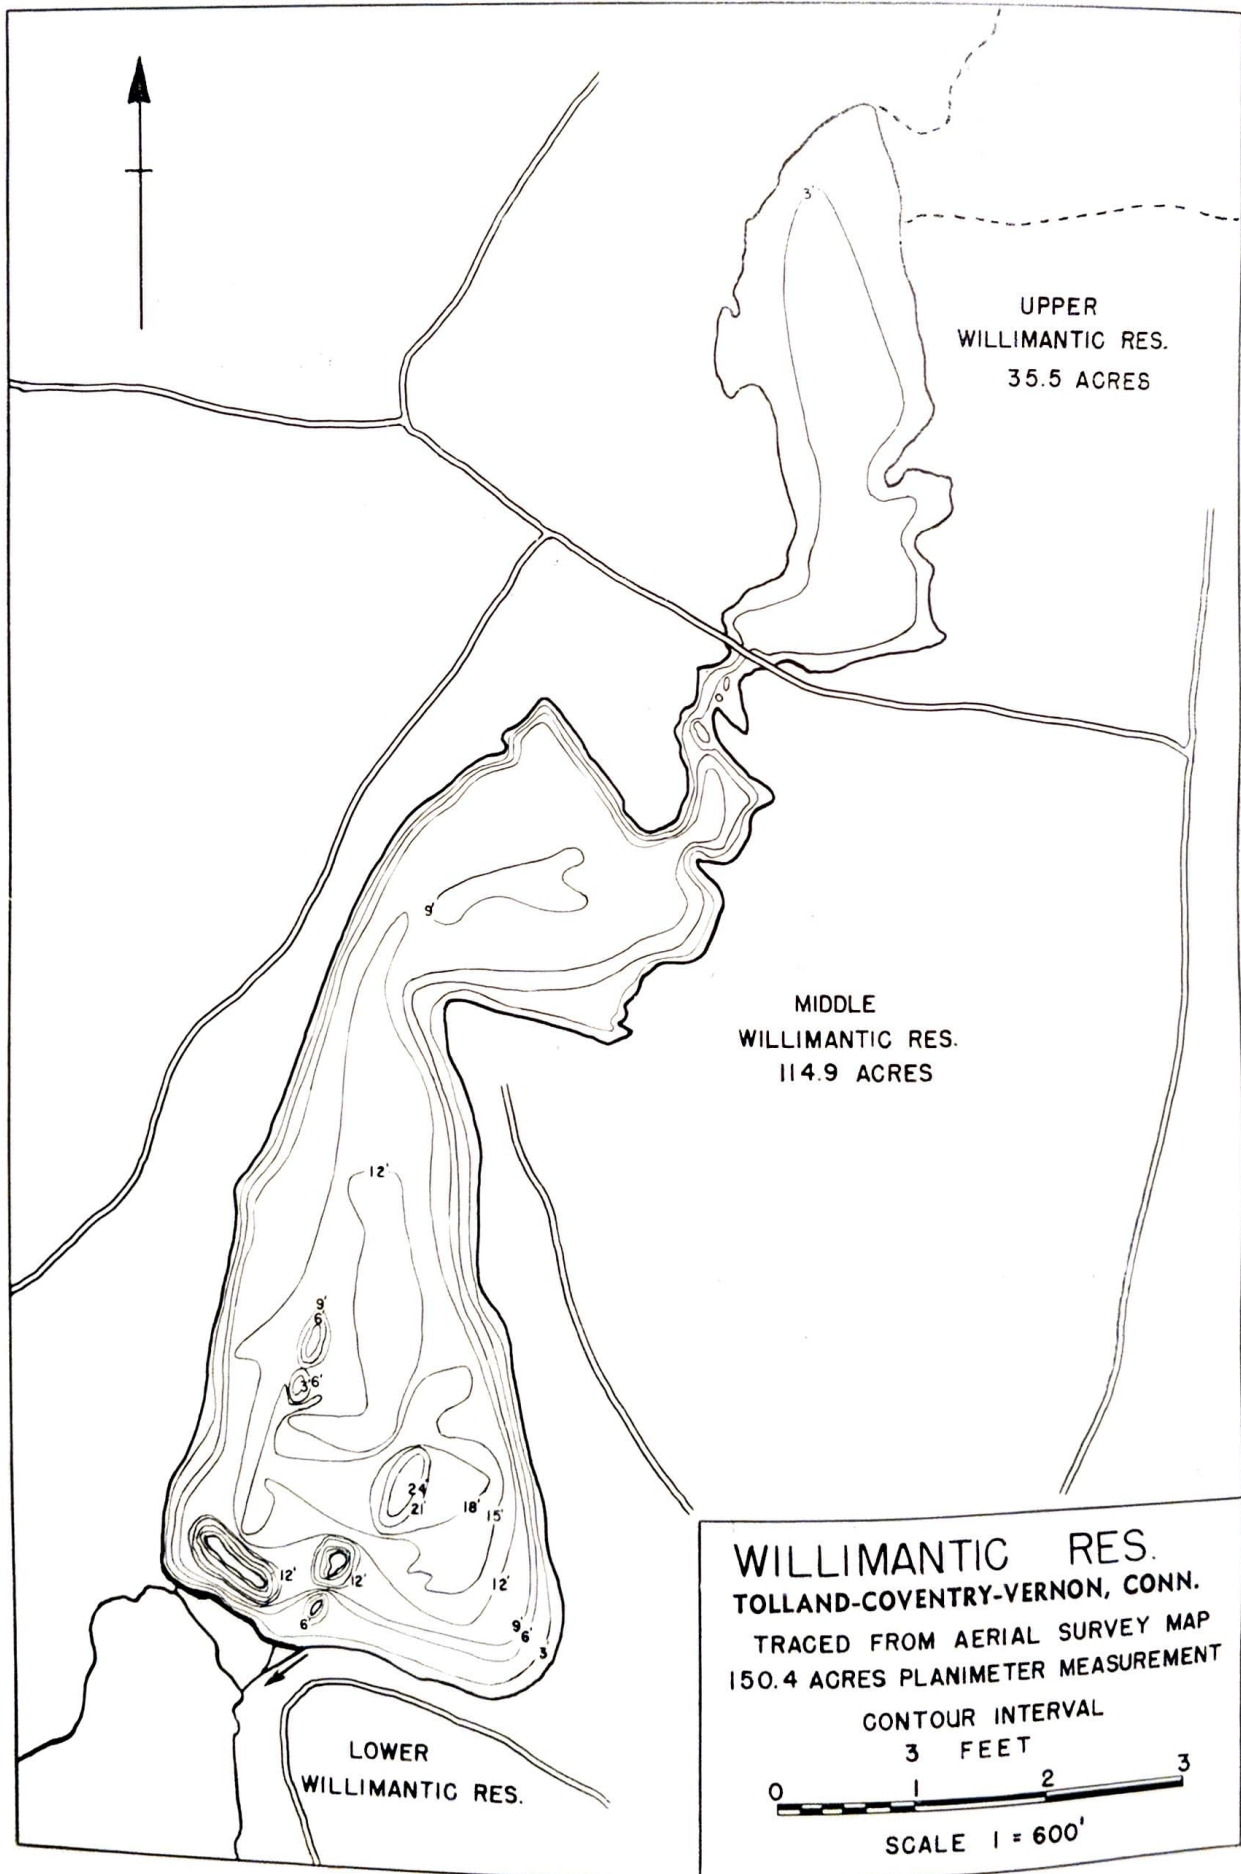 3'
UPPER
WILLIMANTIC RES.
35.5 ACRES
9'
MIDDLE
WILLIMANTIC RES.
114.9 ACRES
12'
9'
6'
3'6'
24'
21'
18'
15'
12'
12'
12'
6'
9'
6'
3
LOWER
WILLIMANTIC RES.
WILLIMANTIC RES.
TOLLAND-COVENTRY-VERNON, CONN.
TRACED FROM AERIAL SURVEY MAP
150.4 ACRES PLANIMETER MEASUREMENT
CONTOUR INTERVAL
3 FEET
0 1 2 3
SCALE 1 = 600'